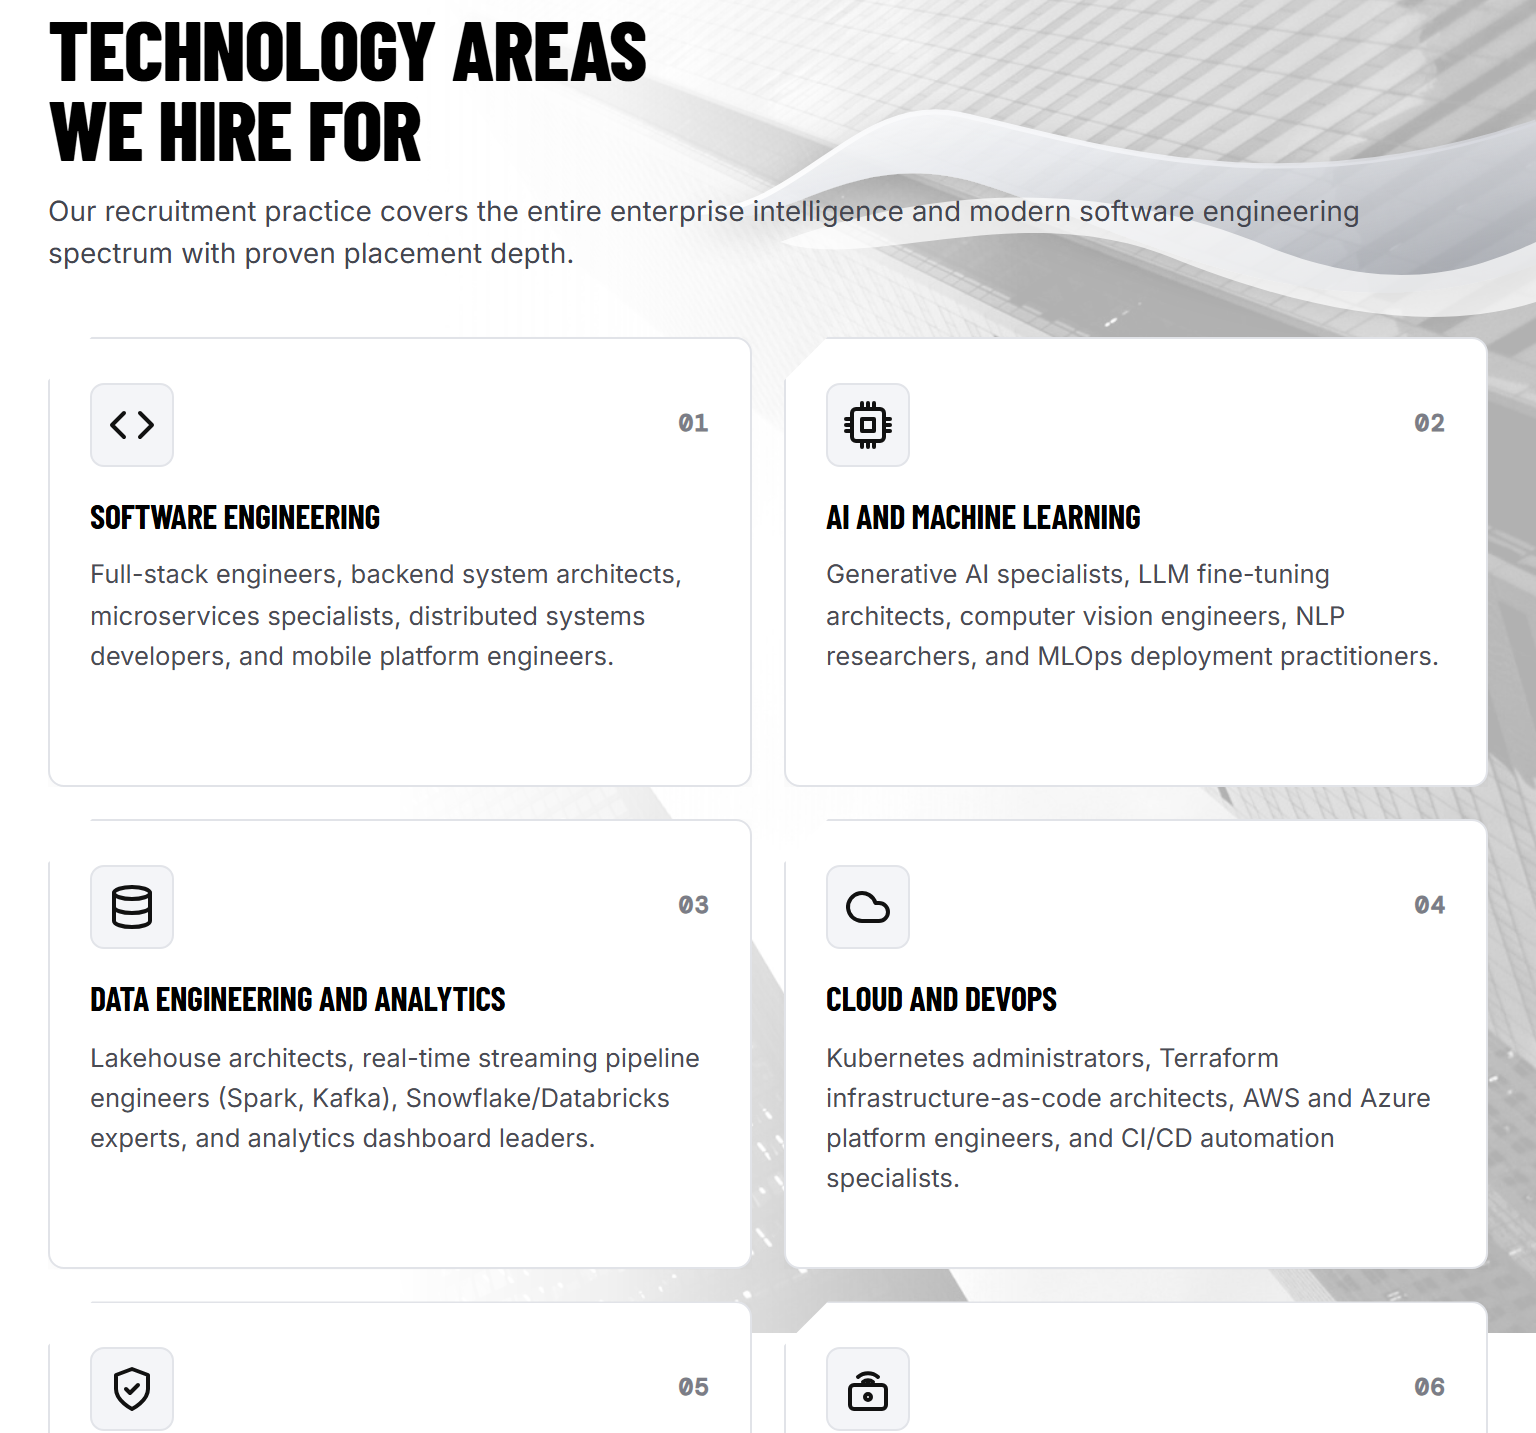 TECHNOLOGY AREAS
WE HIRE FOR
Our recruitment practice covers the entire enterprise intelligence and modern software engineering
spectrum with proven placement depth.
01
SOFTWARE ENGINEERING
Full-stack engineers, backend system architects,
microservices specialists, distributed systems
developers, and mobile platform engineers.
02
AI AND MACHINE LEARNING
Generative AI specialists, LLM fine-tuning
architects, computer vision engineers, NLP
researchers, and MLOps deployment practitioners.
03
DATA ENGINEERING AND ANALYTICS
Lakehouse architects, real-time streaming pipeline
engineers (Spark, Kafka), Snowflake/Databricks
experts, and analytics dashboard leaders.
04
CLOUD AND DEVOPS
Kubernetes administrators, Terraform
infrastructure-as-code architects, AWS and Azure
platform engineers, and CI/CD automation
specialists.
05
06